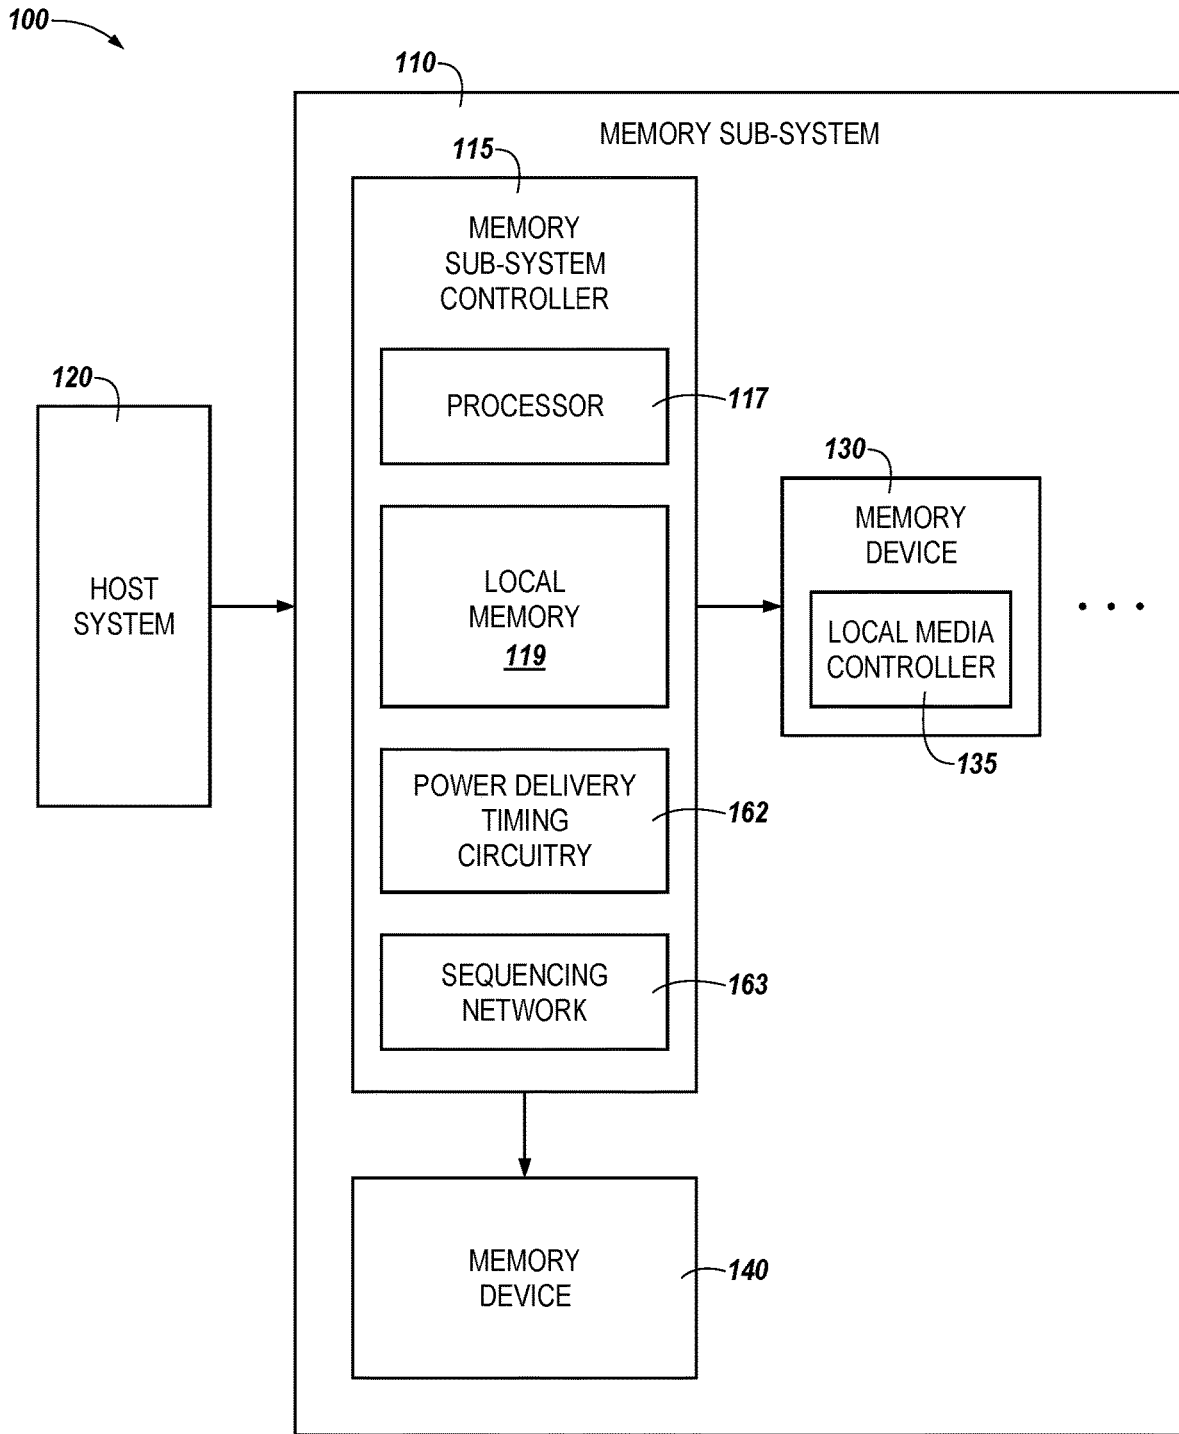 100
110
MEMORY SUB-SYSTEM
115
MEMORY
SUB-SYSTEM
CONTROLLER
120
HOST
SYSTEM
PROCESSOR
117
LOCAL
MEMORY
119
130
MEMORY
DEVICE
LOCAL MEDIA
CONTROLLER
135
• • •
POWER DELIVERY
TIMING
CIRCUITRY
162
SEQUENCING
NETWORK
163
MEMORY
DEVICE
140